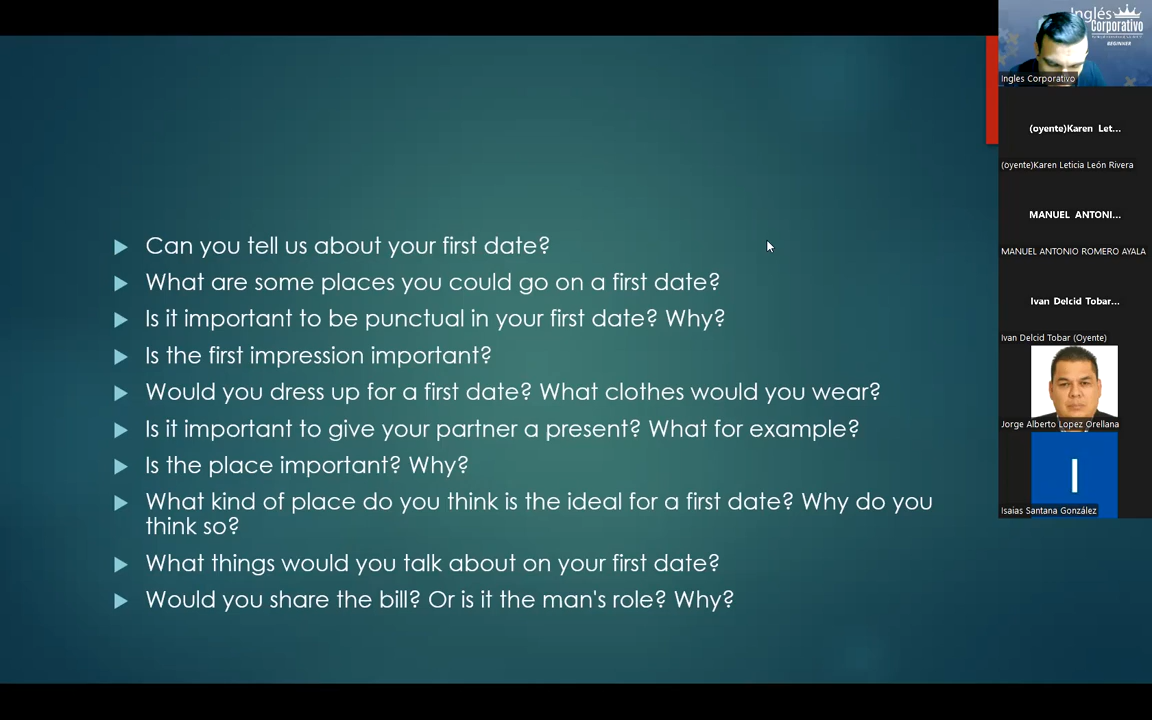 Can you tell us about your first date?
What are some places you could go on a first date?
Is it important to be punctual in your first date? Why?
Is the first impression important?
Would you dress up for a first date? What clothes would you wear?
Is it important to give your partner a present? What for example?
Is the place important? Why?
What kind of place do you think is the ideal for a first date? Why do you
think so?
What things would you talk about on your first date?
Would you share the bill? Or is it the man's role? Why?
Inglés
Corporativo
BEGINNER
Ingles Corporativo
(oyente)Karen Let...
(oyente)Karen Leticia León Rivera
MANUEL ANTONI...
MANUEL ANTONIO ROMERO AYALA
Ivan Delcid Tobar...
Ivan Delcid Tobar (Oyente)
Jorge Alberto Lopez Orellana
I
Isaias Santana González